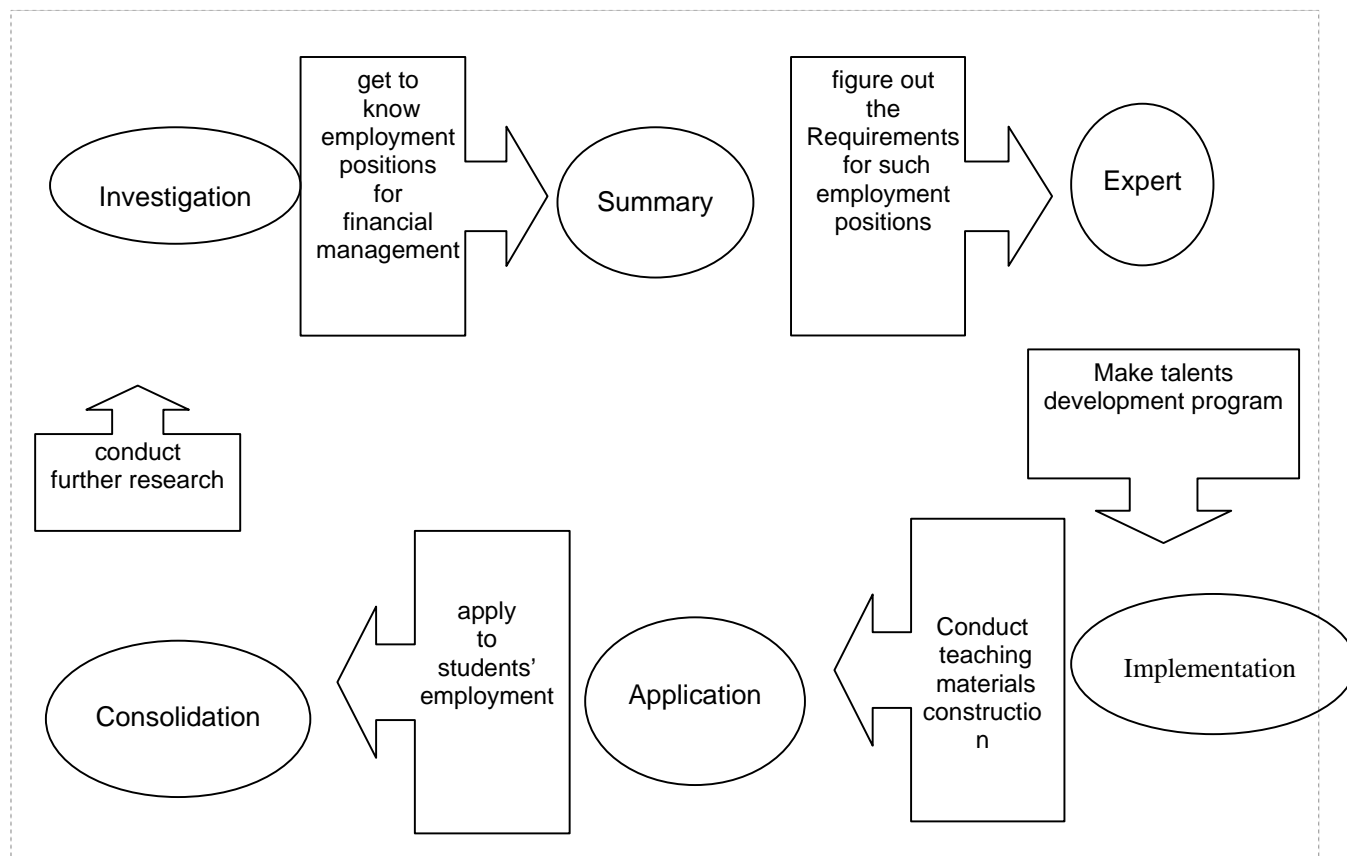 Investigation
get to
know
employment
positions
for
financial
management
Summary
figure out
the
Requirements
for such
employment
positions
Expert
Make talents
development program
Implementation
Conduct
teaching
materials
constructio
n
Application
apply
to
students’
employment
Consolidation
conduct
further research